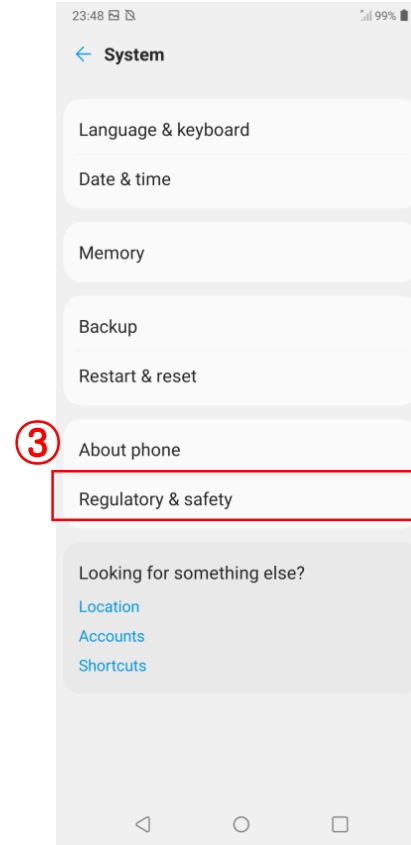 23:48 99%
← System
Language & keyboard
Date & time
Memory
Backup
Restart & reset
③
About phone
Regulatory & safety
Looking for something else?
Location
Accounts
Shortcuts